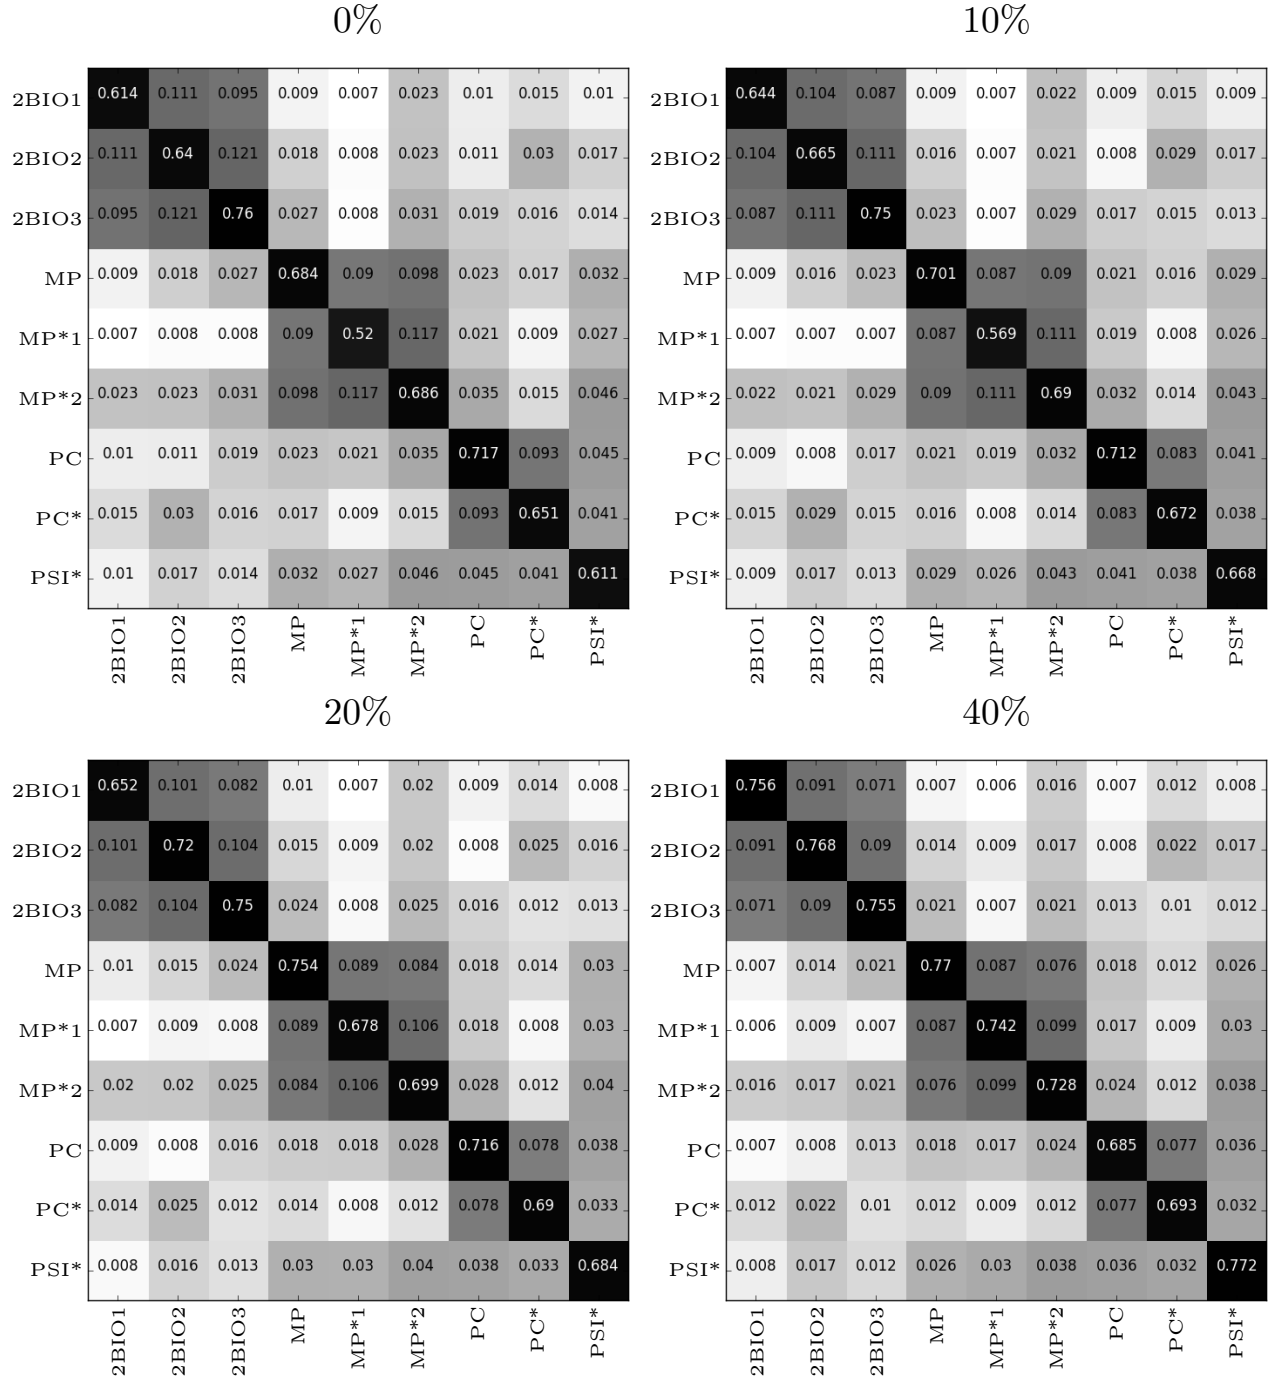 0%
2BIO1 0.614 0.111 0.095 0.009 0.007 0.023 0.01 0.015 0.01
2BIO2 0.111 0.64 0.121 0.018 0.008 0.023 0.011 0.03 0.017
2BIO3 0.095 0.121 0.76 0.027 0.008 0.031 0.019 0.016 0.014
MP 0.009 0.018 0.027 0.684 0.09 0.098 0.023 0.017 0.032
MP*1 0.007 0.008 0.008 0.09 0.52 0.117 0.021 0.009 0.027
MP*2 0.023 0.023 0.031 0.098 0.117 0.686 0.035 0.015 0.046
PC 0.01 0.011 0.019 0.023 0.021 0.035 0.717 0.093 0.045
PC* 0.015 0.03 0.016 0.017 0.009 0.015 0.093 0.651 0.041
PSI* 0.01 0.017 0.014 0.032 0.027 0.046 0.045 0.041 0.611
2BIO1 2BIO2 2BIO3 MP MP*1 MP*2 PC PC* PSI*
10%
2BIO1 0.644 0.104 0.087 0.009 0.007 0.022 0.009 0.015 0.009
2BIO2 0.104 0.665 0.111 0.016 0.007 0.021 0.008 0.029 0.017
2BIO3 0.087 0.111 0.75 0.023 0.007 0.029 0.017 0.015 0.013
MP 0.009 0.016 0.023 0.701 0.087 0.09 0.021 0.016 0.029
MP*1 0.007 0.007 0.007 0.087 0.569 0.111 0.019 0.008 0.026
MP*2 0.022 0.021 0.029 0.09 0.111 0.69 0.032 0.014 0.043
PC 0.009 0.008 0.017 0.021 0.019 0.032 0.712 0.083 0.041
PC* 0.015 0.029 0.015 0.016 0.008 0.014 0.083 0.672 0.038
PSI* 0.009 0.017 0.013 0.029 0.026 0.043 0.041 0.038 0.668
2BIO1 2BIO2 2BIO3 MP MP*1 MP*2 PC PC* PSI*
20%
2BIO1 0.652 0.101 0.082 0.01 0.007 0.02 0.009 0.014 0.008
2BIO2 0.101 0.72 0.104 0.015 0.009 0.02 0.008 0.025 0.016
2BIO3 0.082 0.104 0.75 0.024 0.008 0.025 0.016 0.012 0.013
MP 0.01 0.015 0.024 0.754 0.089 0.084 0.018 0.014 0.03
MP*1 0.007 0.009 0.008 0.089 0.678 0.106 0.018 0.008 0.03
MP*2 0.02 0.02 0.025 0.084 0.106 0.699 0.028 0.012 0.04
PC 0.009 0.008 0.016 0.018 0.018 0.028 0.716 0.078 0.038
PC* 0.014 0.025 0.012 0.014 0.008 0.012 0.078 0.69 0.033
PSI* 0.008 0.016 0.013 0.03 0.03 0.04 0.038 0.033 0.684
2BIO1 2BIO2 2BIO3 MP MP*1 MP*2 PC PC* PSI*
40%
2BIO1 0.756 0.091 0.071 0.007 0.006 0.016 0.007 0.012 0.008
2BIO2 0.091 0.768 0.09 0.014 0.009 0.017 0.008 0.022 0.017
2BIO3 0.071 0.09 0.755 0.021 0.007 0.021 0.013 0.01 0.012
MP 0.007 0.014 0.021 0.77 0.087 0.076 0.018 0.012 0.026
MP*1 0.006 0.009 0.007 0.087 0.742 0.099 0.017 0.009 0.03
MP*2 0.016 0.017 0.021 0.076 0.099 0.728 0.024 0.012 0.038
PC 0.007 0.008 0.013 0.018 0.017 0.024 0.685 0.077 0.036
PC* 0.012 0.022 0.01 0.012 0.009 0.012 0.077 0.693 0.032
PSI* 0.008 0.017 0.012 0.026 0.03 0.038 0.036 0.032 0.772
2BIO1 2BIO2 2BIO3 MP MP*1 MP*2 PC PC* PSI*